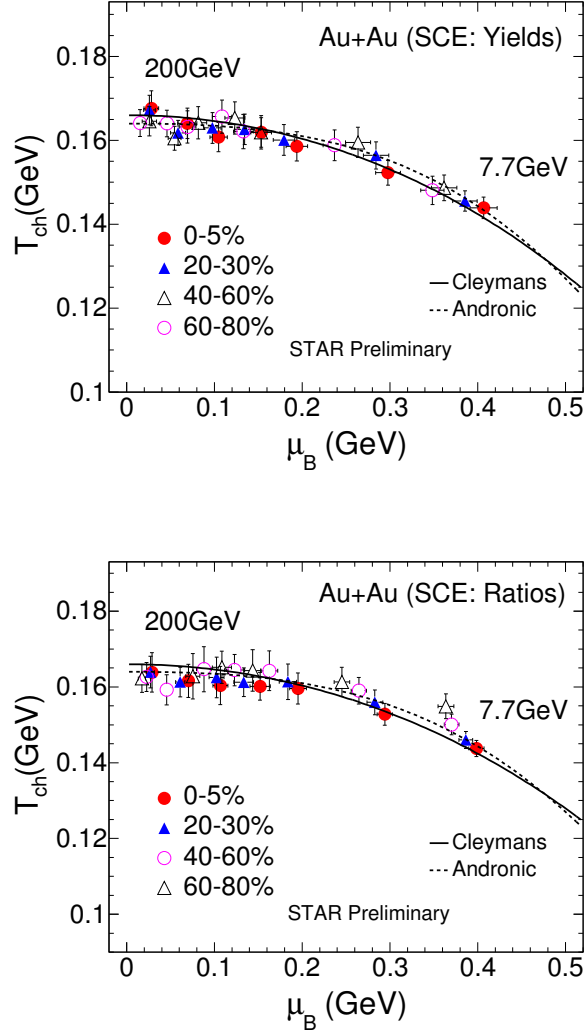 Au+Au (SCE: Yields)
200GeV
7.7GeV
0-5%
20-30%
40-60%
60-80%
Cleymans
Andronic
STAR Preliminary
T_ch (GeV)
0.18
0.16
0.14
0.12
0.1
0 0.1 0.2 0.3 0.4 0.5
μ_B (GeV)
Au+Au (SCE: Ratios)
200GeV
7.7GeV
0-5%
20-30%
40-60%
60-80%
Cleymans
Andronic
STAR Preliminary
T_ch(GeV)
0.18
0.16
0.14
0.12
0.1
0 0.1 0.2 0.3 0.4 0.5
μ_B (GeV)